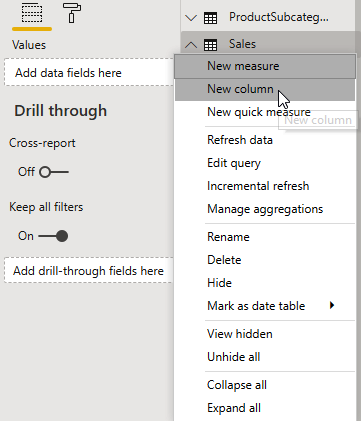 Values
Add data fields here
Drill through
Cross-report
Off
Keep all filters
On
Add drill-through fields here
ProductSubcateg...
Sales
New measure
New column
New quick measure
New column
Refresh data
Edit query
Incremental refresh
Manage aggregations
Rename
Delete
Hide
Mark as date table
View hidden
Unhide all
Collapse all
Expand all